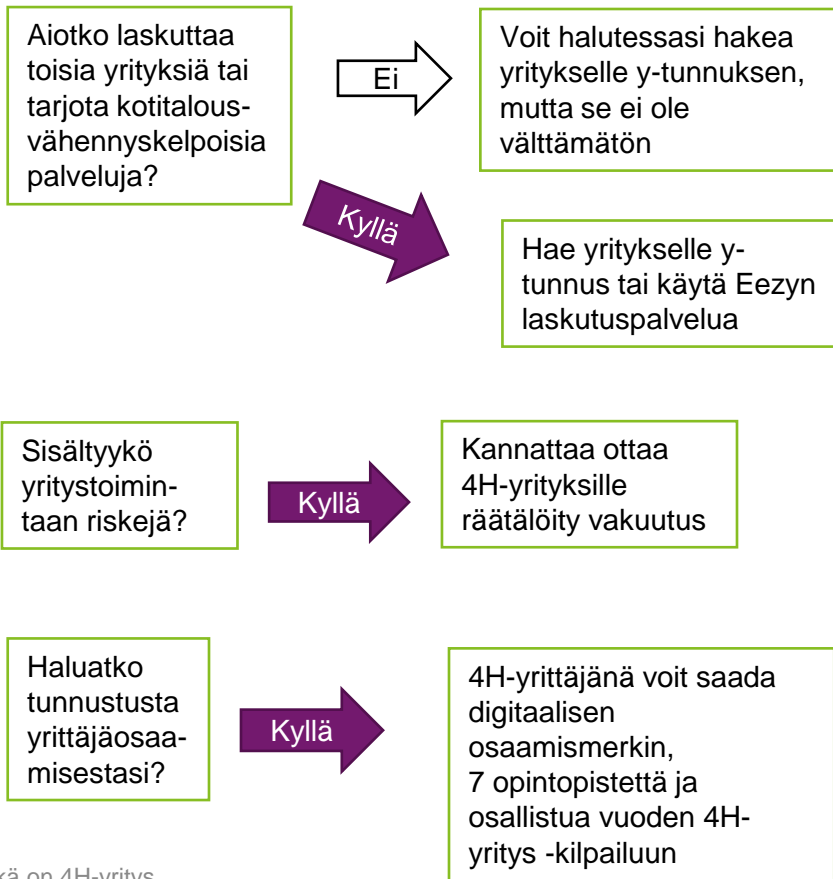 Aiotko laskuttaa
toisia yrityksiä tai
tarjota kotitalous-
vähennyskelpoisia
palveluja?
Ei
Voit halutessasi hakea
yritykselle y-tunnuksen,
mutta se ei ole
välttämätön
Kyllä
Hae yritykselle y-
tunnus tai käytä Eezyn
laskutuspalvelua
Sisältyykö
yritystoimin-
taan riskejä?
Kyllä
Kannattaa ottaa
4H-yrityksille
räätälöity vakuutus
Haluatko
tunnustusta
yrittäjäosaa-
misestasi?
Kyllä
4H-yrittäjänä voit saada
digitaalisen
osaamismerkin,
7 opintopistettä ja
osallistua vuoden 4H-
yritys -kilpailuun
on 4H-yritys